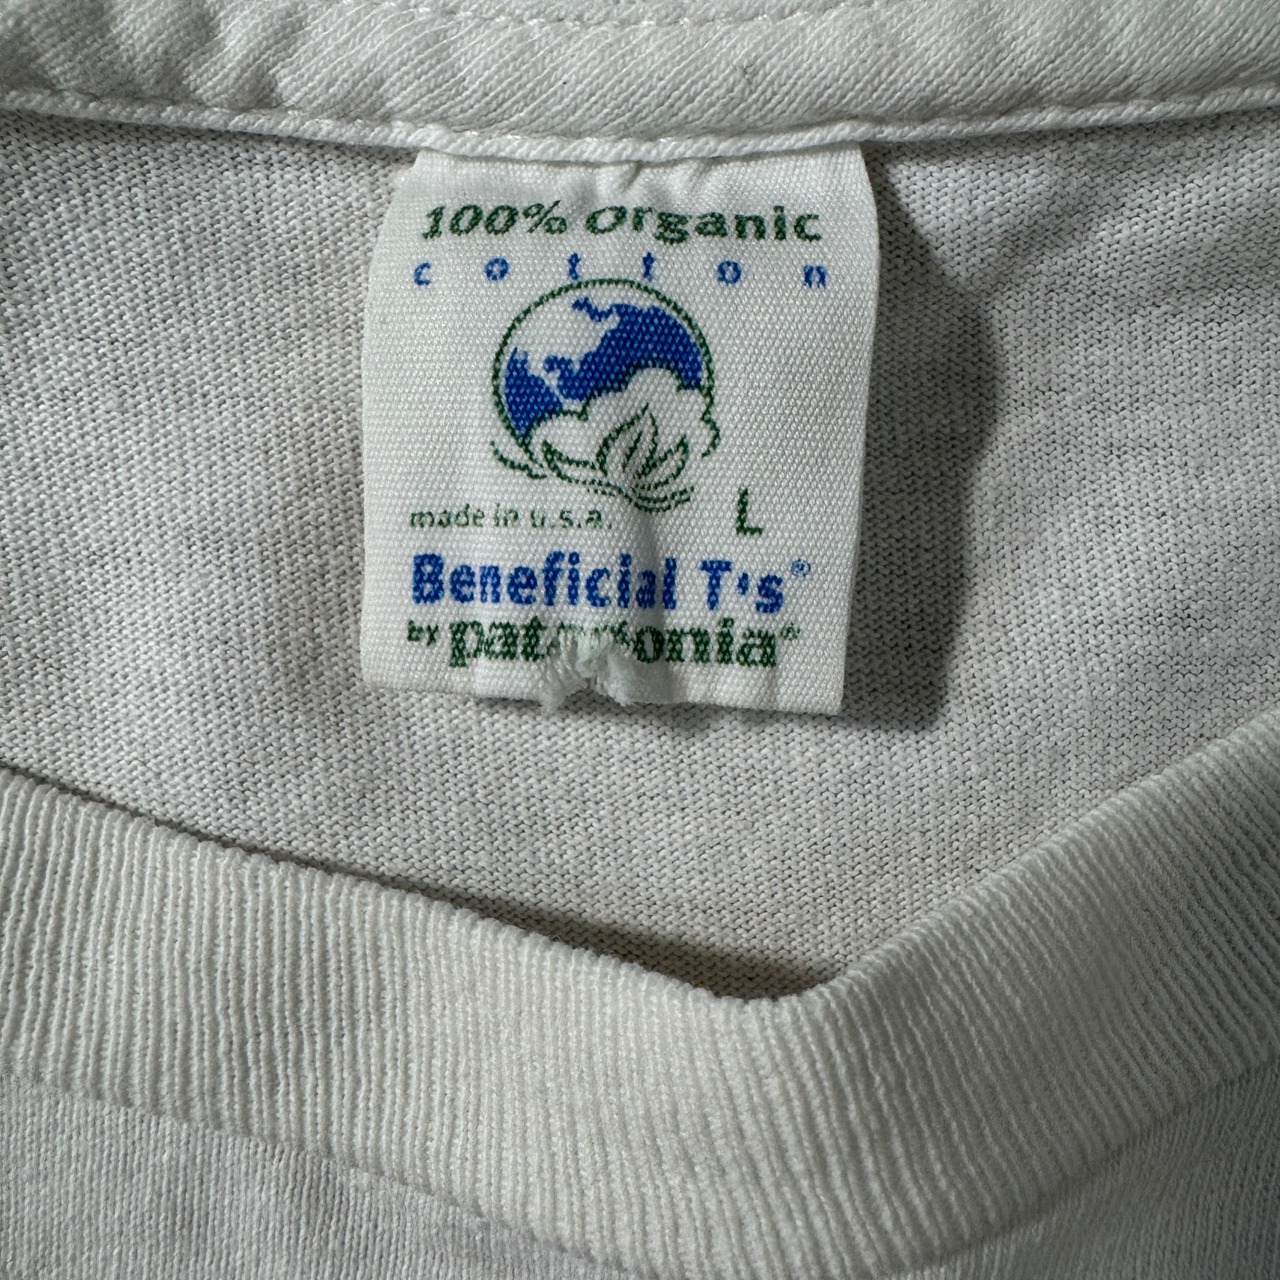 100% Organic
cotton
made in u.s.a. L
Beneficial T's®
by patagonia®